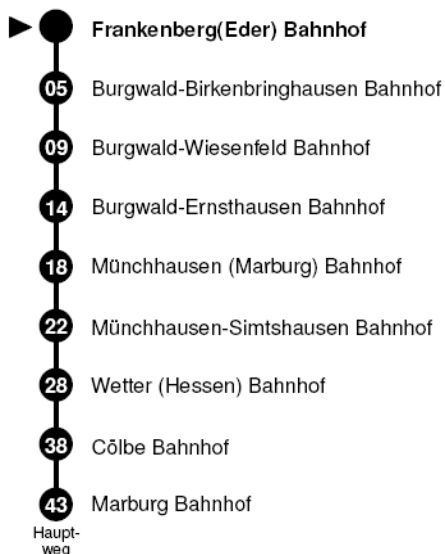 Frankenberg(Eder) Bahnhof
05 Burgwald-Birkenbringhausen Bahnhof
09 Burgwald-Wiesenfeld Bahnhof
14 Burgwald-Ernsthausen Bahnhof
18 Münchhausen (Marburg) Bahnhof
22 Münchhausen-Simtshausen Bahnhof
28 Wetter (Hessen) Bahnhof
38 Cölbe Bahnhof
43 Marburg Bahnhof
Haupt-
weg